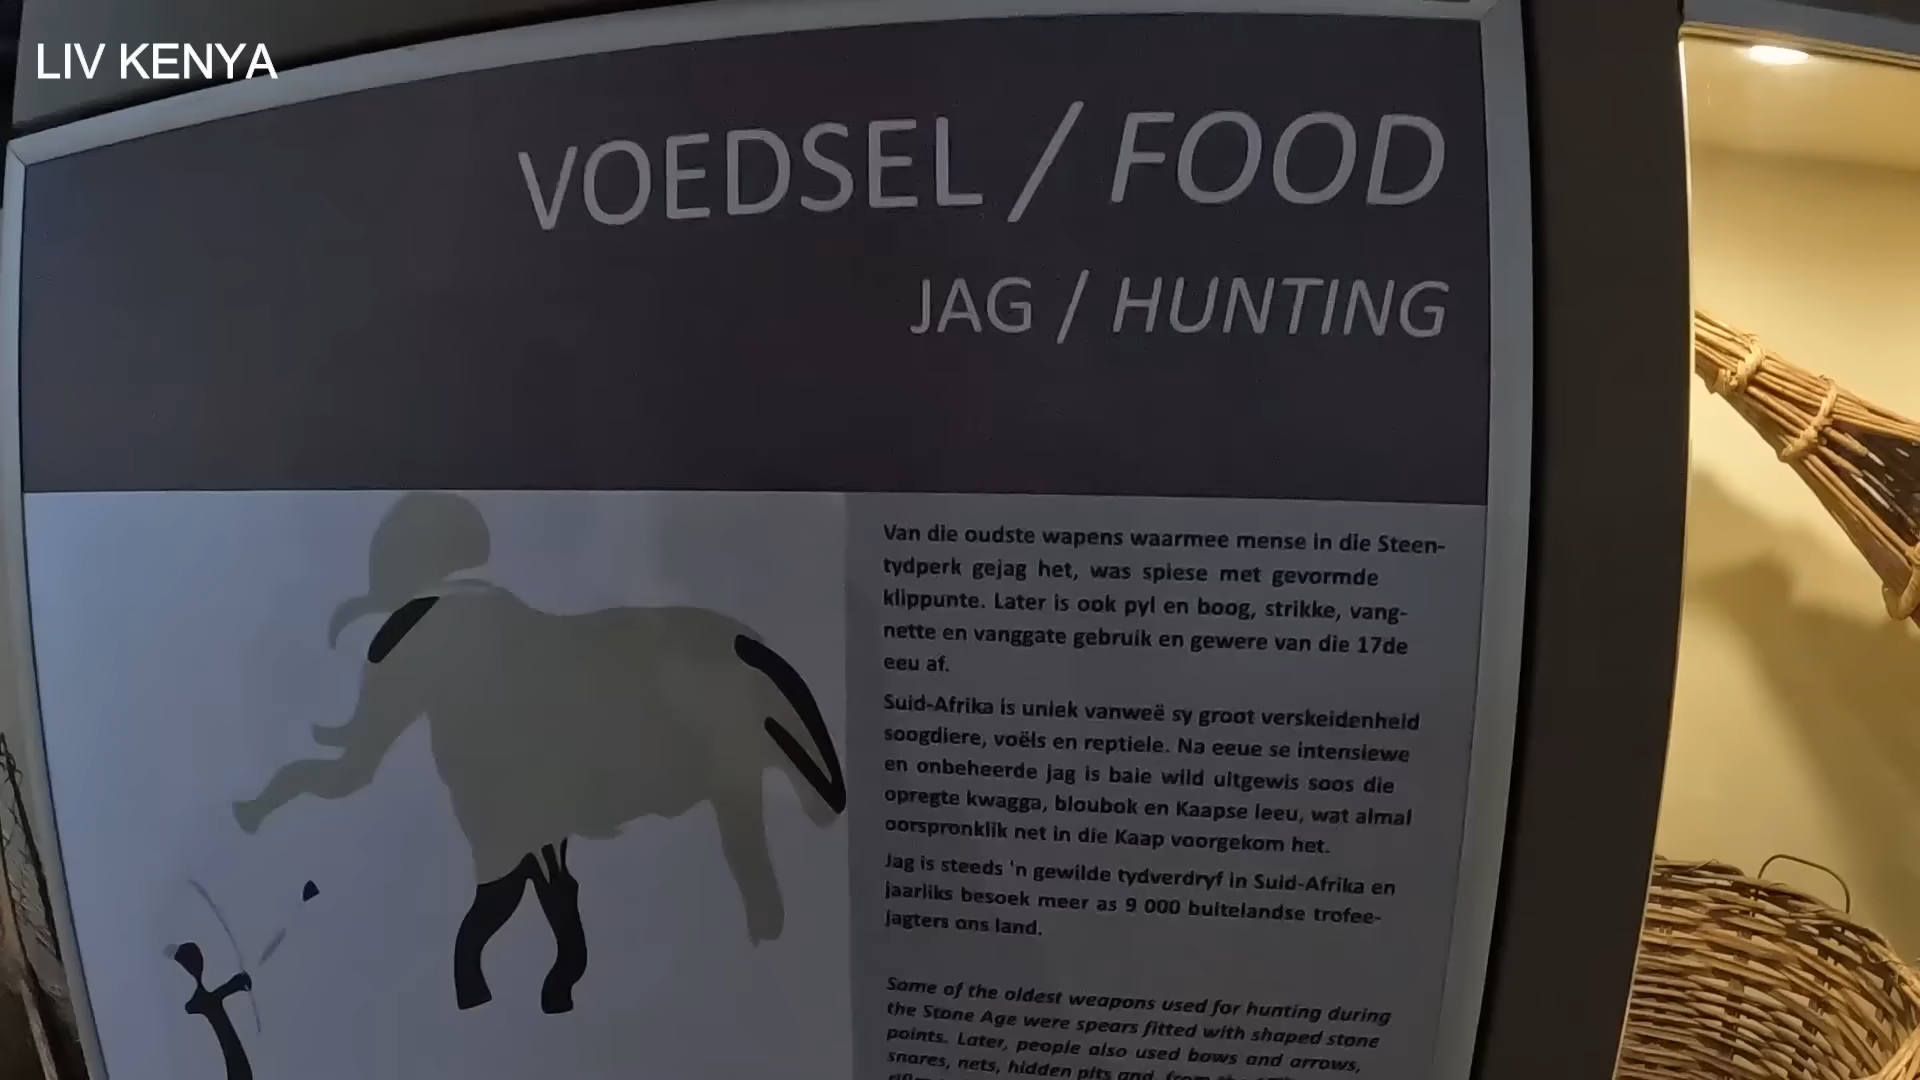 LIV KENYA
VOEDSEL / FOOD
JAG / HUNTING
Van die oudste wapens waarmee mense in die Steen-
tydperk gejag het, was spiese met gevormde
klippunte. Later is ook pyl en boog, strikke, vang-
nette en vanggate gebruik en gewere van die 17de
eeu af.
Suid-Afrika is uniek vanweë sy groot verskeidenheid
soogdiere, voëls en reptiele. Na eeue se intensiewe
en onbeheerde jag is baie wild uitgewis soos die
opregte kwagga, bloubok en Kaapse leeu, wat almal
oorspronklik net in die Kaap voorgekom het.
Jag is steeds 'n gewilde tydverdryf in Suid-Afrika en
jaarliks besoek meer as 9 000 buitelandse trofee-
jagters ons land.
Some of the oldest weapons used for hunting during
the Stone Age were spears fitted with shaped stone
points. Later, people also used bows and arrows,
snares, nets, hidden pits and, from